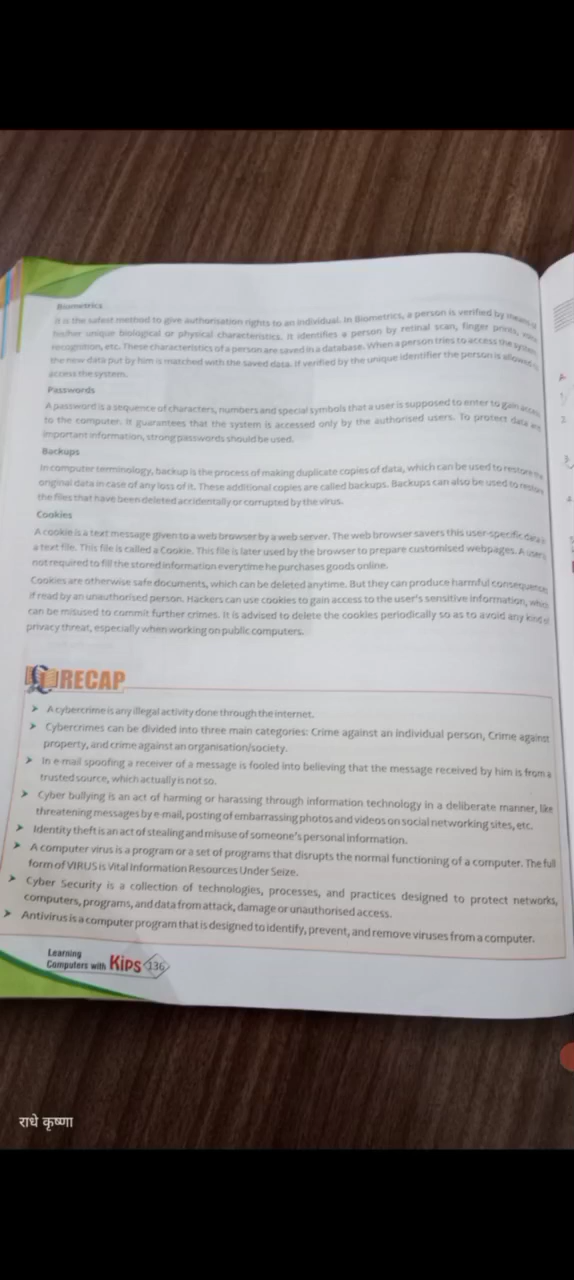 Biometrics
It is the safest method to give authorisation rights to an individual. In Biometrics, a person is verified by means
his/her unique biological or physical characteristics. It identifies a person by retinal scan, finger prints,
recognition, etc. These characteristics of a person are saved in a database. When a person tries to access the system,
the new data put by him is matched with the saved data. If verified by the unique identifier the person is allowed
access the system.
Passwords
A password is a sequence of characters, numbers and special symbols that a user is supposed to enter to gain access
to the computer. It guarantees that the system is accessed only by the authorised users. To protect data and
important information, strong passwords should be used.
Backups
In computer terminology, backup is the process of making duplicate copies of data, which can be used to restore the
original data in case of any loss of it. These additional copies are called backups. Backups can also be used to restore
the files that have been deleted accidentally or corrupted by the virus.
Cookies
A cookie is a text message given to a web browser by a web server. The web browser savers this user-specific data in
a text file. This file is called a Cookie. This file is later used by the browser to prepare customised webpages. A user is
not required to fill the stored information everytime he purchases goods online.
Cookies are otherwise safe documents, which can be deleted anytime. But they can produce harmful consequences
if read by an unauthorised person. Hackers can use cookies to gain access to the user's sensitive information, which
can be misused to commit further crimes. It is advised to delete the cookies periodically so as to avoid any kind of
privacy threat, especially when working on public computers.
RECAP
➤ A cybercrime is any illegal activity done through the internet.
➤ Cybercrimes can be divided into three main categories: Crime against an individual person, Crime against
property, and crime against an organisation/society.
➤ In e-mail spoofing a receiver of a message is fooled into believing that the message received by him is from a
trusted source, which actually is not so.
➤ Cyber bullying is an act of harming or harassing through information technology in a deliberate manner, like
threatening messages by e-mail, posting of embarrassing photos and videos on social networking sites, etc.
➤ Identity theft is an act of stealing and misuse of someone's personal information.
➤ A computer virus is a program or a set of programs that disrupts the normal functioning of a computer. The full
form of VIRUS is Vital Information Resources Under Seize.
➤ Cyber Security is a collection of technologies, processes, and practices designed to protect networks,
computers, programs, and data from attack, damage or unauthorised access.
➤ Antivirus is a computer program that is designed to identify, prevent, and remove viruses from a computer.
Learning
Computers with Kips 136
राधे कृष्णा